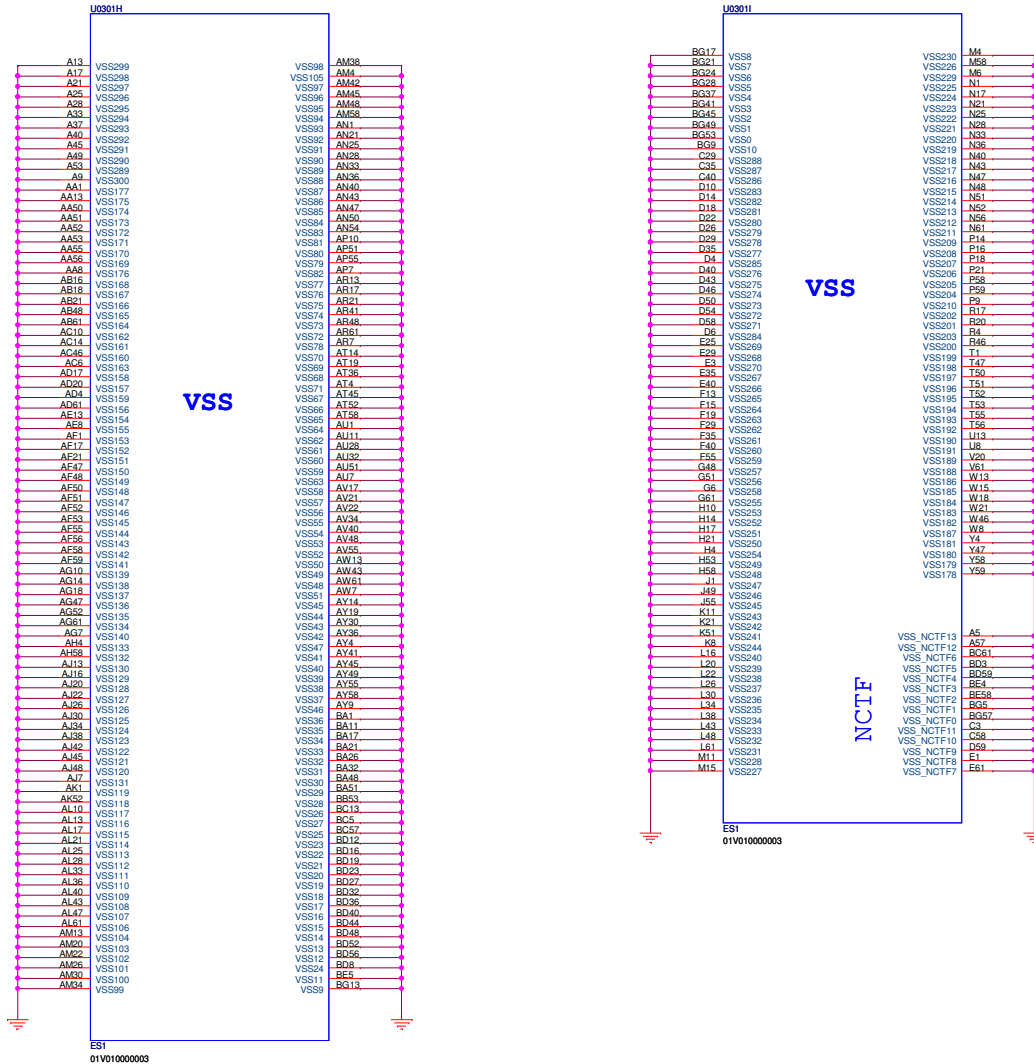 U0301H
A13 VSS299 VSS98 AM38
A17 VSS298 VSS105 AM4
A21 VSS297 VSS97 AM42
A25 VSS296 VSS96 AM45
A28 VSS295 VSS95 AM48
A33 VSS294 VSS94 AM58
A37 VSS293 VSS93 AN1
A40 VSS292 VSS92 AN21
A45 VSS291 VSS91 AN25
A49 VSS290 VSS90 AN28
A53 VSS289 VSS89 AN33
A9 VSS300 VSS88 AN36
AA1 VSS177 VSS87 AN40
AA13 VSS175 VSS86 AN43
AA50 VSS174 VSS85 AN47
AA51 VSS173 VSS84 AN50
AA52 VSS172 VSS83 AN54
AA53 VSS171 VSS81 AP10
AA55 VSS170 VSS80 AP51
AA56 VSS169 VSS79 AP55
AA8 VSS176 VSS82 AP7
AB16 VSS168 VSS77 AR13
AB18 VSS167 VSS76 AR17
AB21 VSS166 VSS75 AR21
AB48 VSS165 VSS74 AR41
AB61 VSS164 VSS73 AR48
AC10 VSS162 VSS72 AR61
AC14 VSS161 VSS78 AR7
AC46 VSS160 VSS70 AT14
AC6 VSS163 VSS69 AT19
AD17 VSS158 VSS68 AT36
AD20 VSS157 VSS71 AT4
AD4 VSS159 VSS67 AT45
VSS
AD61 VSS156 VSS66 AT52
AE13 VSS154 VSS65 AT58
AE8 VSS155 VSS64 AU1
AF1 VSS153 VSS62 AU11
AF17 VSS152 VSS61 AU28
AF21 VSS151 VSS60 AU32
AF47 VSS150 VSS59 AU51
AF48 VSS149 VSS63 AU7
AF50 VSS148 VSS58 AV17
AF51 VSS147 VSS57 AV21
AF52 VSS146 VSS56 AV22
AF53 VSS145 VSS55 AV34
AF55 VSS144 VSS54 AV40
AF56 VSS143 VSS53 AV48
AF58 VSS142 VSS52 AV55
AF59 VSS141 VSS50 AW13
AG10 VSS139 VSS49 AW43
AG14 VSS138 VSS48 AW61
AG18 VSS137 VSS51 AW7
AG47 VSS136 VSS45 AY14
AG52 VSS135 VSS44 AY19
AG61 VSS134 VSS43 AY30
AG7 VSS140 VSS42 AY36
AH4 VSS133 VSS47 AY4
AH58 VSS132 VSS41 AY41
AJ13 VSS130 VSS40 AY45
AJ16 VSS129 VSS39 AY49
AJ20 VSS128 VSS38 AY55
AJ22 VSS127 VSS37 AY58
AJ26 VSS126 VSS46 AY9
AJ30 VSS125 VSS36 BA1
AJ34 VSS124 VSS35 BA11
AJ38 VSS123 VSS34 BA17
AJ42 VSS122 VSS33 BA21
AJ45 VSS121 VSS32 BA26
AJ48 VSS120 VSS31 BA32
AJ7 VSS131 VSS30 BA48
AK1 VSS119 VSS29 BA51
AK52 VSS118 VSS28 BB53
AL10 VSS117 VSS26 BC13
AL13 VSS116 VSS27 BC5
AL17 VSS115 VSS25 BC57
AL21 VSS114 VSS23 BD12
AL25 VSS113 VSS22 BD16
AL28 VSS112 VSS21 BD19
AL33 VSS111 VSS20 BD23
AL36 VSS110 VSS19 BD27
AL40 VSS109 VSS18 BD32
AL43 VSS108 VSS17 BD36
AL47 VSS107 VSS16 BD40
AL61 VSS106 VSS15 BD44
AM13 VSS104 VSS14 BD48
AM20 VSS103 VSS13 BD52
AM22 VSS102 VSS12 BD56
AM26 VSS101 VSS24 BD8
AM30 VSS100 VSS11 BE5
AM34 VSS99 VSS9 BG13
ES1
01V010000003
U0301I
BG17 VSS8 VSS230 M4
BG21 VSS7 VSS226 M58
BG24 VSS6 VSS229 M6
BG28 VSS5 VSS225 N1
BG37 VSS4 VSS224 N17
BG41 VSS3 VSS223 N21
BG45 VSS2 VSS222 N25
BG49 VSS1 VSS221 N28
BG53 VSS0 VSS220 N33
BG9 VSS10 VSS219 N36
C29 VSS288 VSS218 N40
C35 VSS287 VSS217 N43
C40 VSS286 VSS216 N47
D10 VSS283 VSS215 N48
D14 VSS282 VSS214 N51
D18 VSS281 VSS213 N52
D22 VSS280 VSS212 N56
D26 VSS279 VSS211 N61
D29 VSS278 VSS209 P14
D35 VSS277 VSS208 P16
D4 VSS285 VSS207 P18
D40 VSS276 VSS206 P21
D43 VSS275 VSS205 P58
VSS
D46 VSS274 VSS204 P59
D50 VSS273 VSS210 P9
D54 VSS272 VSS202 R17
D58 VSS271 VSS201 R20
D6 VSS284 VSS203 R4
E25 VSS269 VSS200 R46
E29 VSS268 VSS199 T1
E3 VSS270 VSS198 T47
E35 VSS267 VSS197 T50
E40 VSS266 VSS196 T51
F13 VSS265 VSS195 T52
F15 VSS264 VSS194 T53
F19 VSS263 VSS193 T55
F29 VSS262 VSS192 T56
F35 VSS261 VSS190 U13
F40 VSS260 VSS191 U8
F55 VSS259 VSS189 V20
G48 VSS257 VSS188 V61
G51 VSS256 VSS186 W13
G6 VSS258 VSS185 W15
G61 VSS255 VSS184 W18
H10 VSS253 VSS183 W21
H14 VSS252 VSS182 W46
H17 VSS251 VSS187 W8
H21 VSS250 VSS181 Y4
H4 VSS254 VSS180 Y47
H53 VSS249 VSS179 Y58
H58 VSS248 VSS178 Y59
J1 VSS247
J49 VSS246
J55 VSS245
K11 VSS243
K21 VSS242
K51 VSS241 VSS_NCTF13 A5
K8 VSS244 VSS_NCTF12 A57
L16 VSS240 VSS_NCTF6 BC61
L20 VSS239 VSS_NCTF5 BD3
L22 VSS238 VSS_NCTF4 BD59
L26 VSS237 VSS_NCTF3 BE4
L30 VSS236 VSS_NCTF2 BE58
NCTF
L34 VSS235 VSS_NCTF1 BG5
L38 VSS234 VSS_NCTF0 BG57
L43 VSS233 VSS_NCTF11 C3
L48 VSS232 VSS_NCTF10 C58
L61 VSS231 VSS_NCTF9 D59
M11 VSS228 VSS_NCTF8 E1
M15 VSS227 VSS_NCTF7 E61
ES1
01V010000003